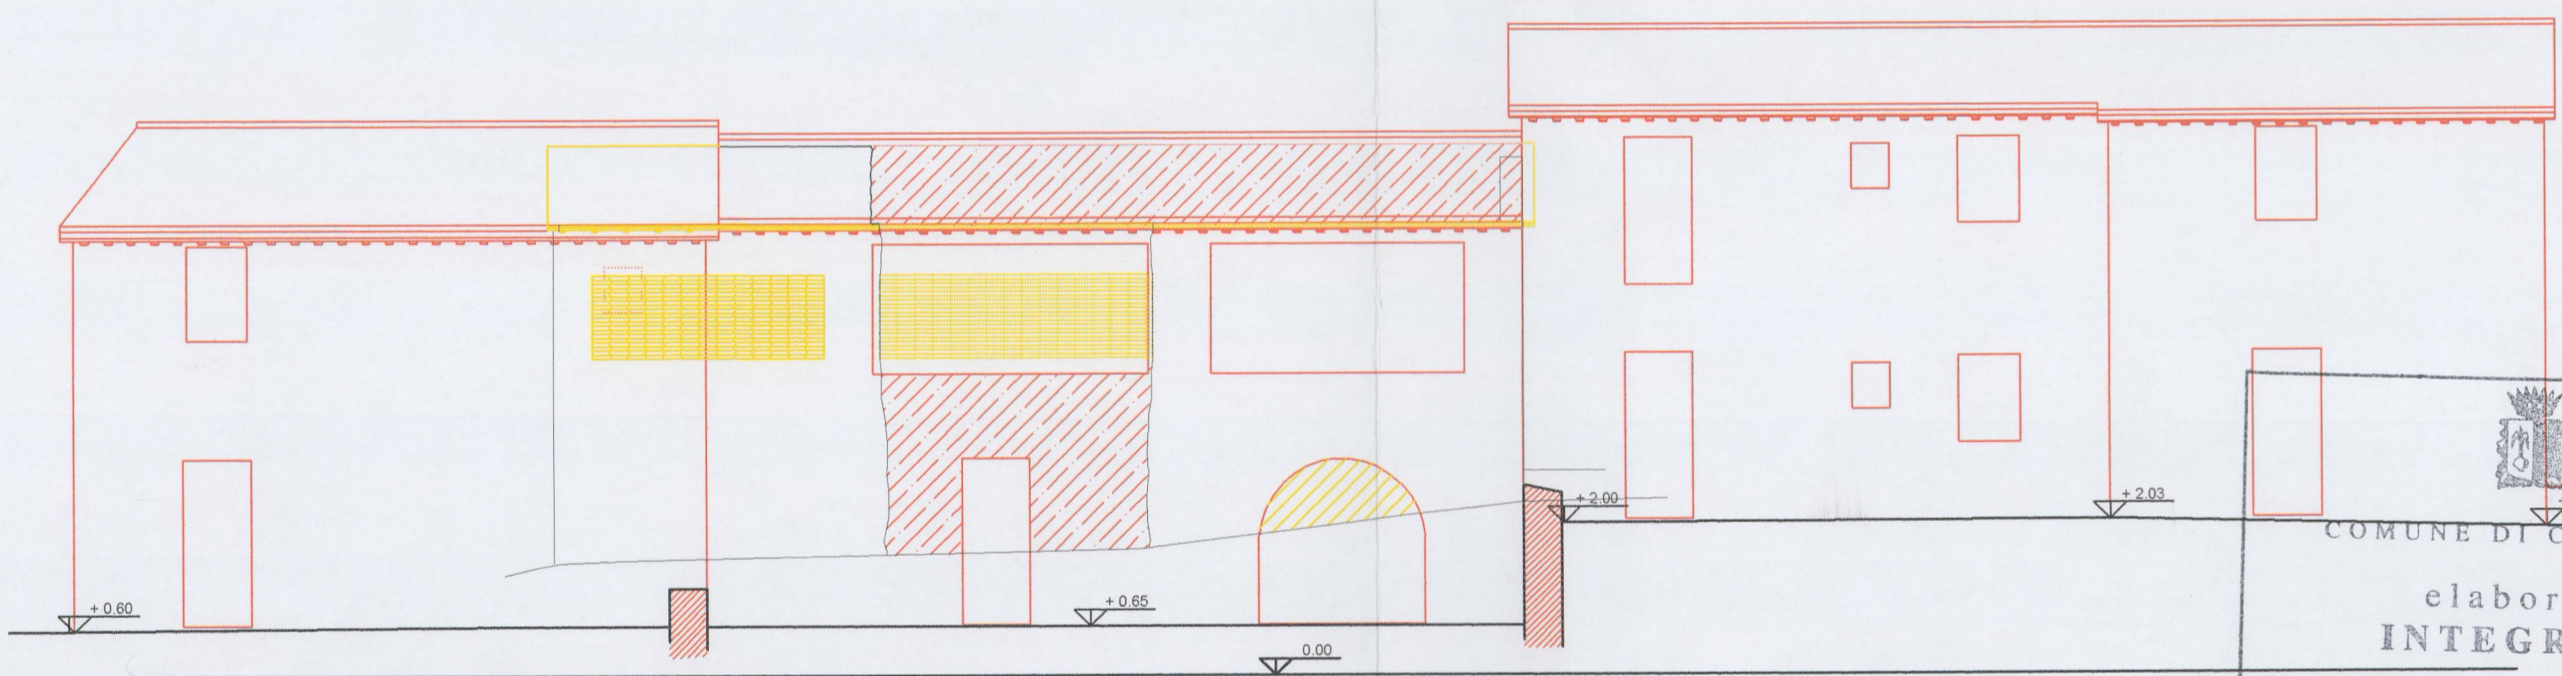 + 2.00
+ 2.03
COMUNE DI C
elabor
INTEGR
+ 0.60
+ 0.65
0.00